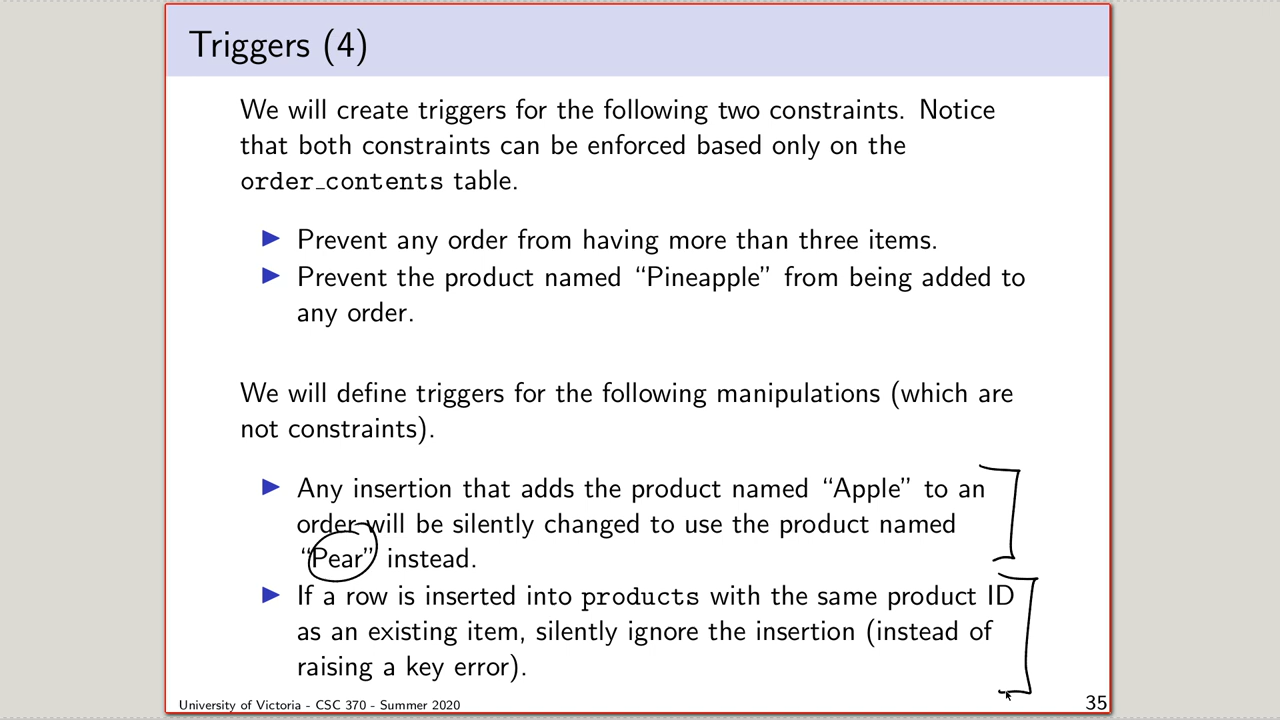 Triggers (4)
We will create triggers for the following two constraints. Notice
that both constraints can be enforced based only on the
order_contents table.
▶ Prevent any order from having more than three items.
▶ Prevent the product named “Pineapple” from being added to
any order.
We will define triggers for the following manipulations (which are
not constraints).
▶ Any insertion that adds the product named “Apple” to an
order will be silently changed to use the product named
“Pear” instead.
▶ If a row is inserted into products with the same product ID
as an existing item, silently ignore the insertion (instead of
raising a key error).
University of Victoria - CSC 370 - Summer 2020
35